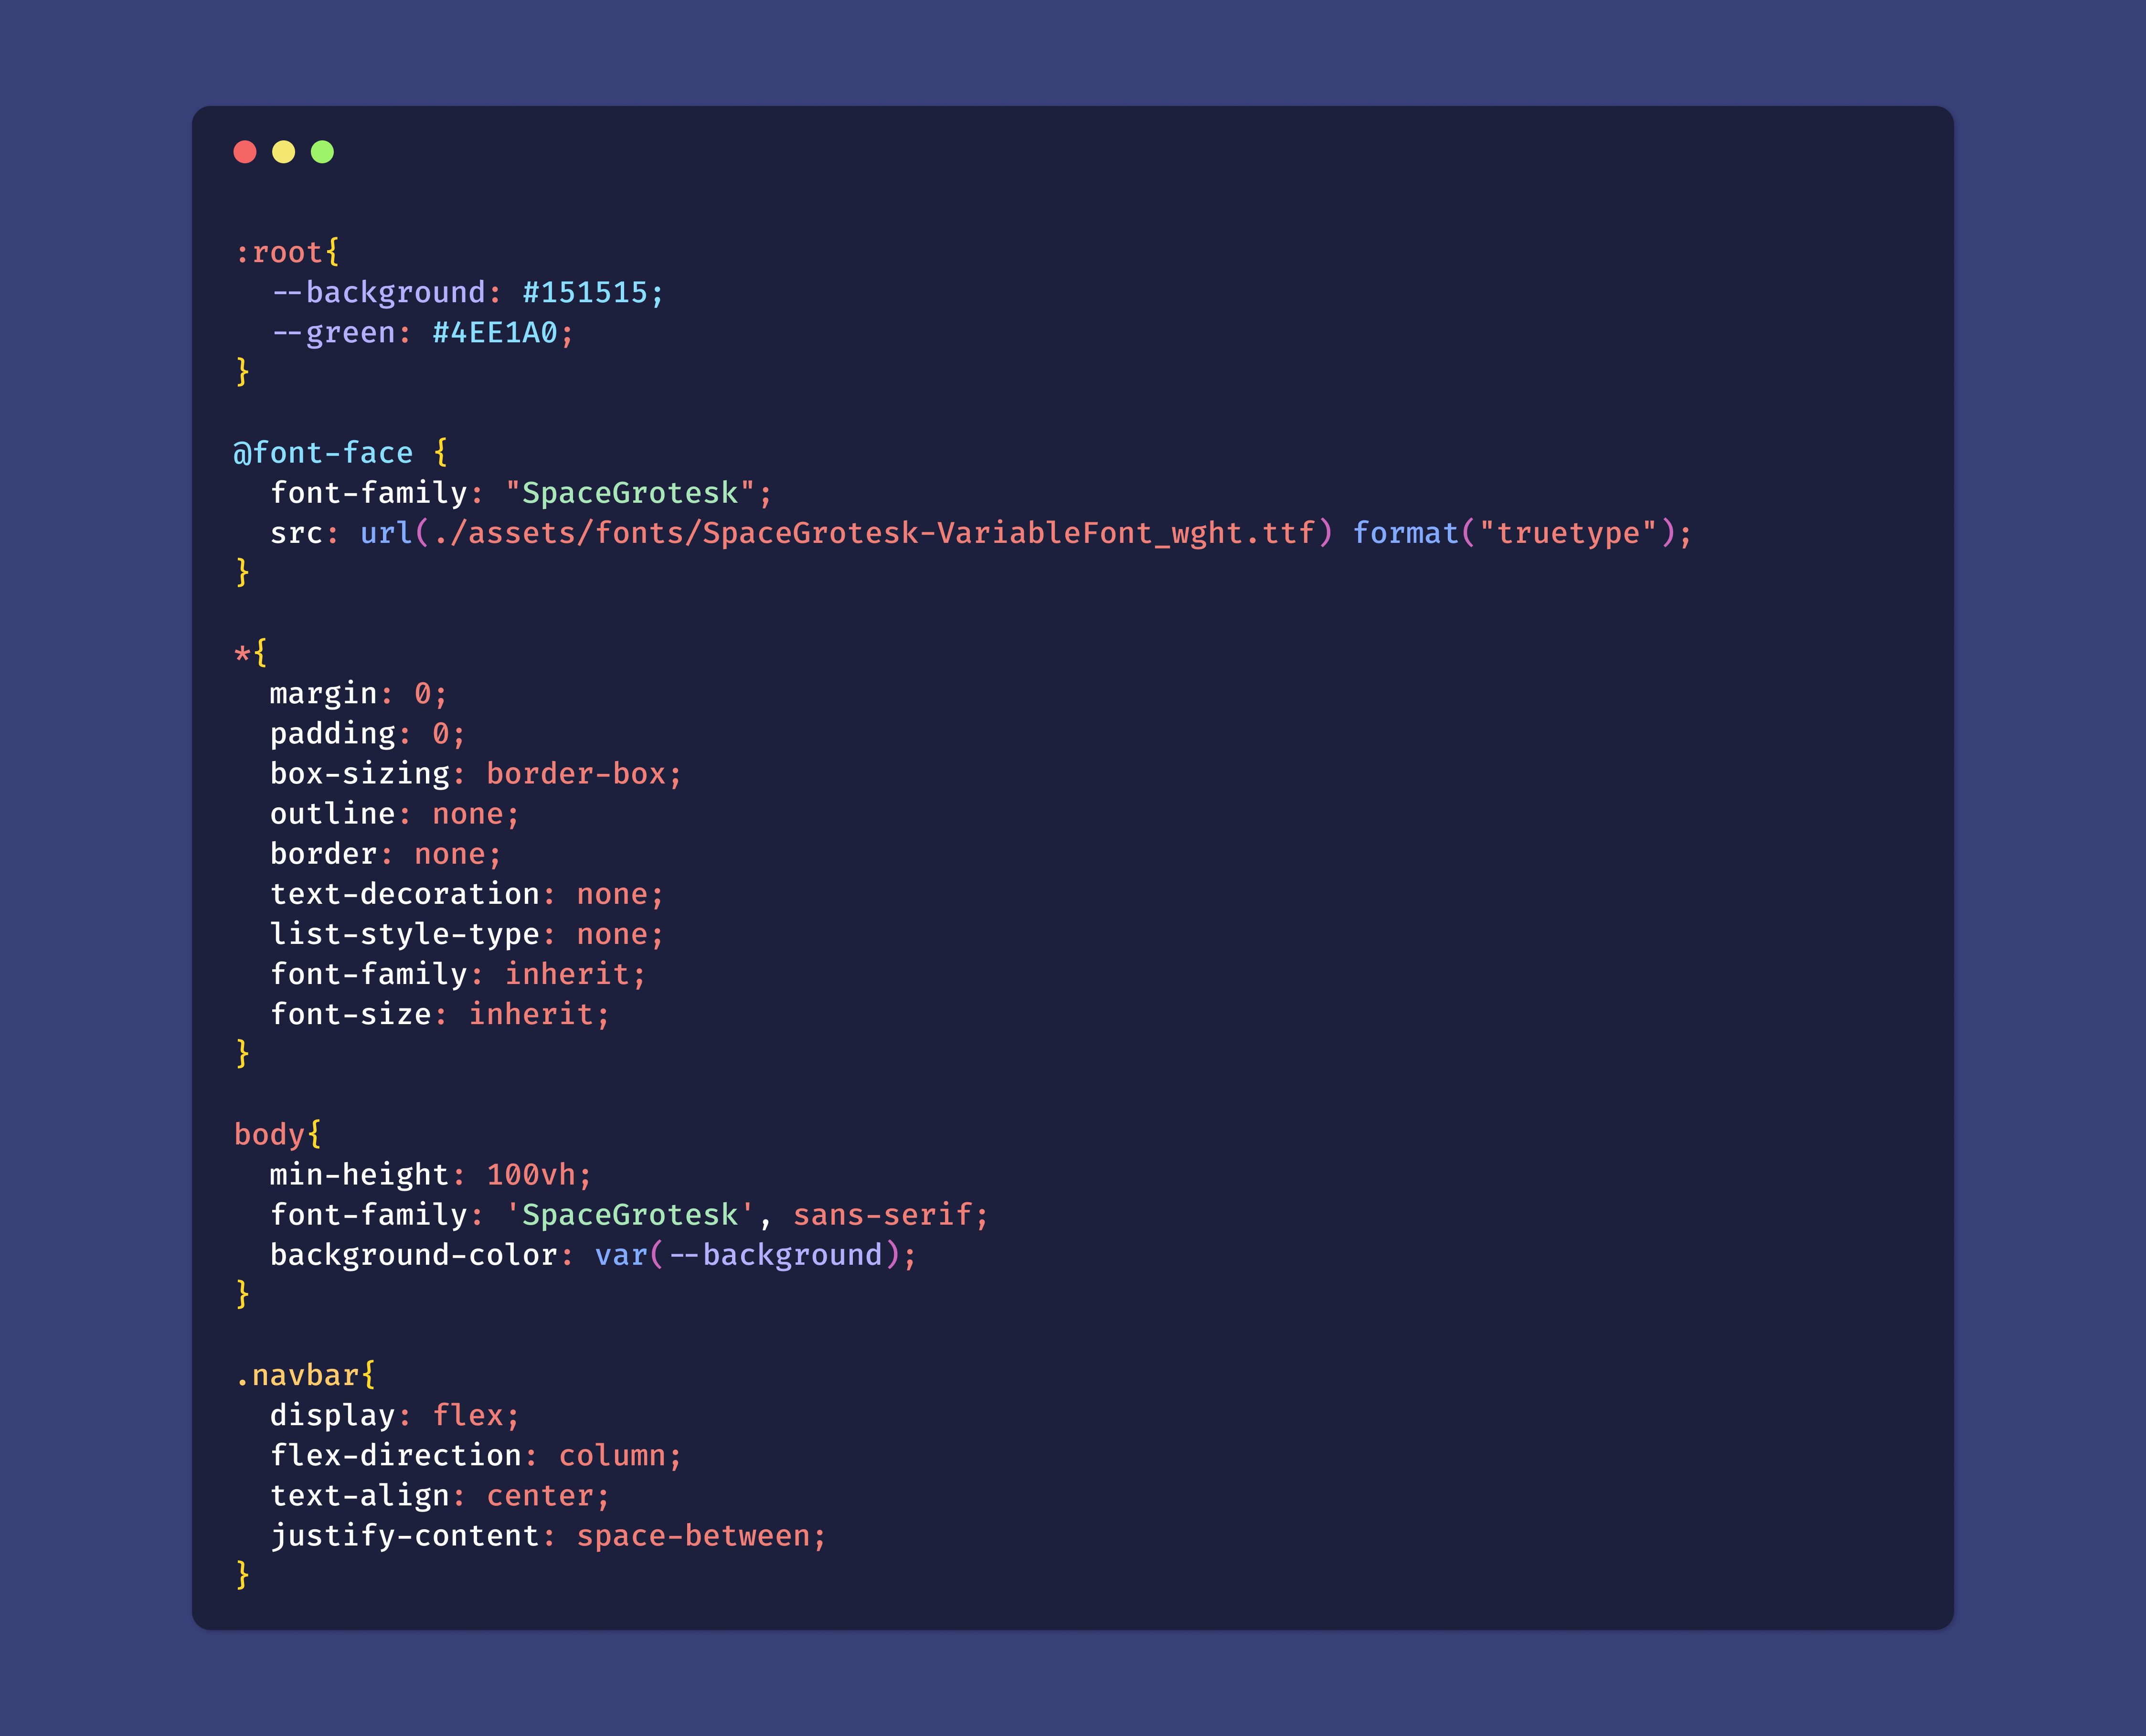 :root{
  --background: #151515;
  --green: #4EE1A0;
}

@font-face {
  font-family: "SpaceGrotesk";
  src: url(./assets/fonts/SpaceGrotesk-VariableFont_wght.ttf) format("truetype");
}

*{
  margin: 0;
  padding: 0;
  box-sizing: border-box;
  outline: none;
  border: none;
  text-decoration: none;
  list-style-type: none;
  font-family: inherit;
  font-size: inherit;
}

body{
  min-height: 100vh;
  font-family: 'SpaceGrotesk', sans-serif;
  background-color: var(--background);
}

.navbar{
  display: flex;
  flex-direction: column;
  text-align: center;
  justify-content: space-between;
}